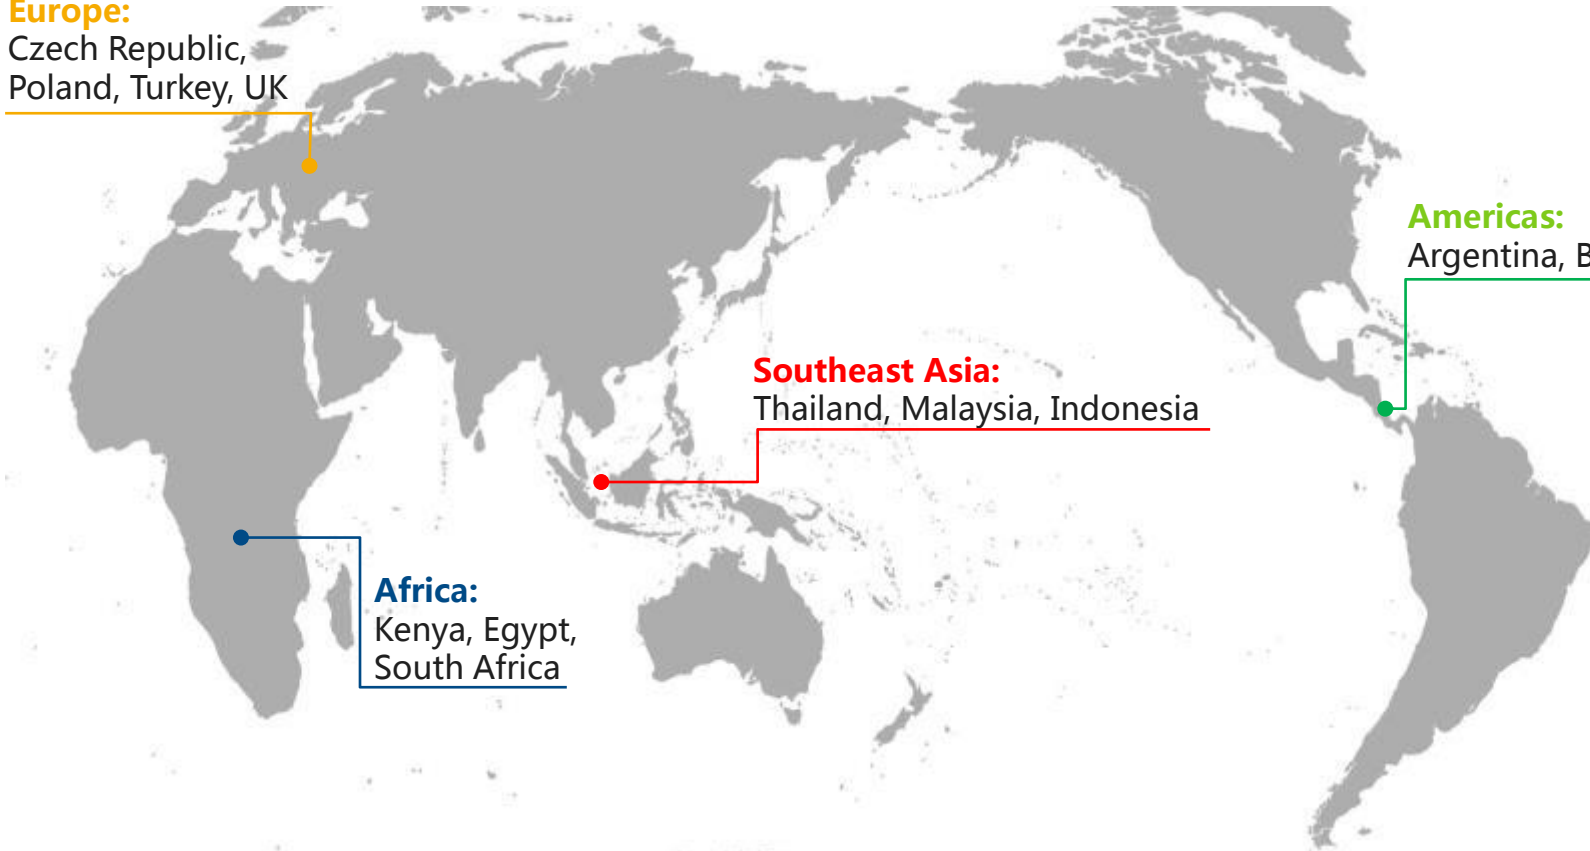 Europe:
Czech Republic,
Poland, Turkey, UK
Americas:
Argentina,
Southeast Asia:
Thailand, Malaysia, Indonesia
Africa:
Kenya, Egypt,
South Africa